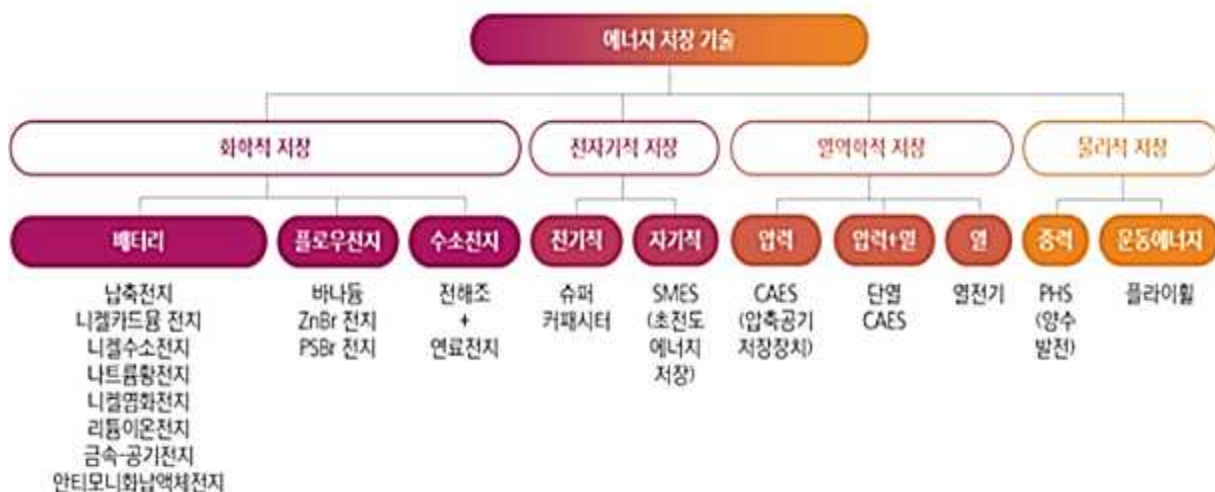 에너지 저장 기술
화학적 저장
전자기적 저장
열역학적 저장
물리적 저장
배터리
플로우전지
수소전지
전기적
자기적
압력
압력+열
열
중력
운동에너지
납축전지
니켈카드뮴 전지
니켈수소전지
나트륨황전지
니켈염화전지
리튬이온전지
금속-공기전지
안티모니화납액체전지
바나듐
ZnBr 전지
PSBr 전지
전해조
+
연료전지
슈퍼
커패시터
SMES
(초전도
에너지
저장)
CAES
(압축공기
저장장치)
단열
CAES
열전기
PHS
(양수
발전)
플라이휠